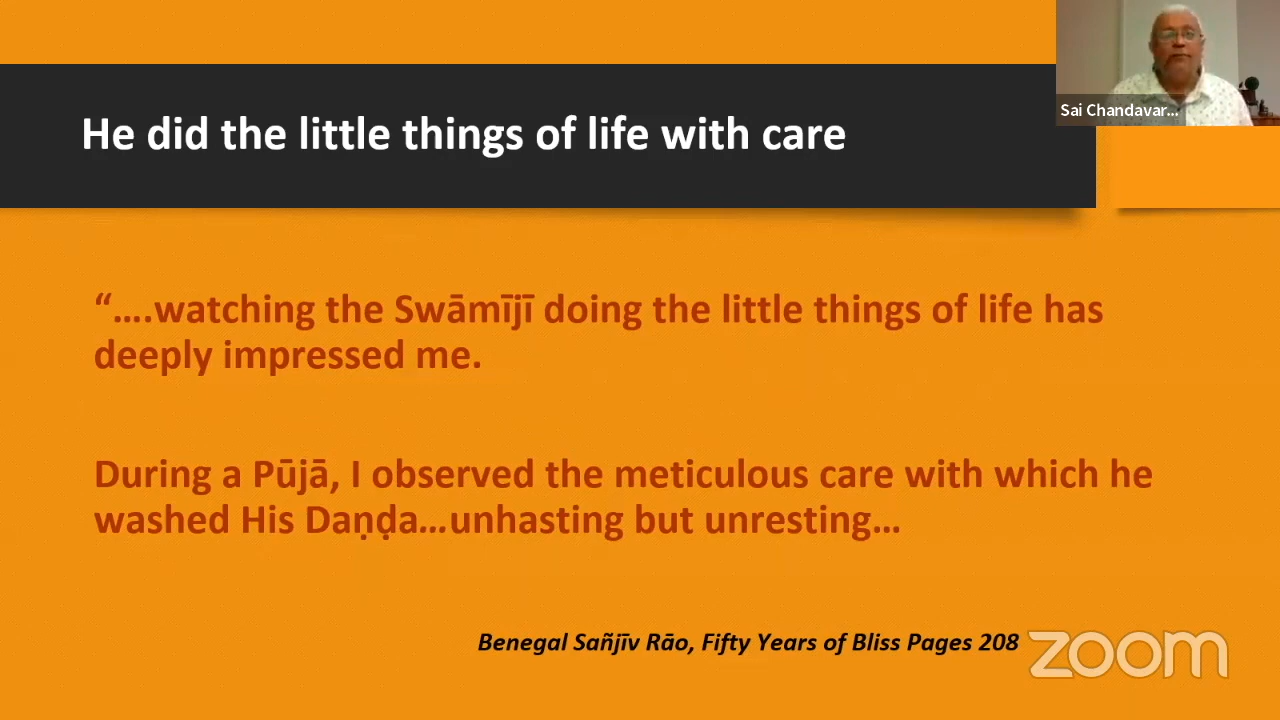 Sai Chandavar...
He did the little things of life with care
“….watching the Swāmījī doing the little things of life has
deeply impressed me.
During a Pūjā, I observed the meticulous care with which he
washed His Daṇḍa…unhasting but unresting…
Benegal Sañjīv Rāo, Fifty Years of Bliss Pages 208
zoom